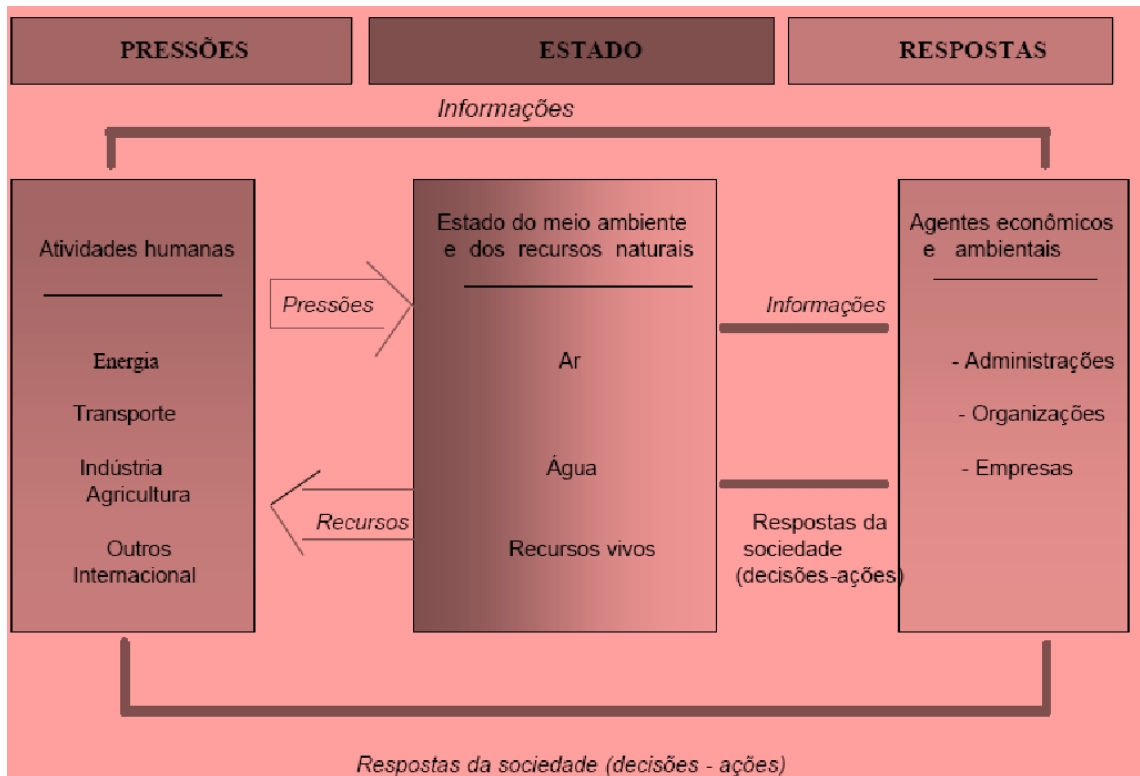 PRESSÕES
ESTADO
RESPOSTAS
Informações
Atividades humanas
Energia
Transporte
Indústria
Agricultura
Outros
Internacional
Pressões
Recursos
Estado do meio ambiente
e dos recursos naturais
Ar
Água
Recursos vivos
Informações
Respostas da
sociedade
(decisões-ações)
Agentes econômicos
e ambientais
- Administrações
- Organizações
- Empresas
Respostas da sociedade (decisões - ações)